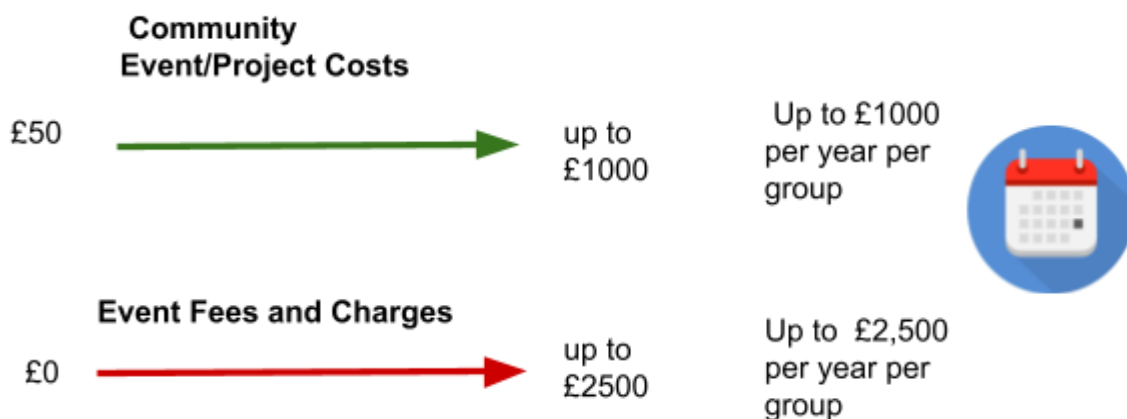 Community
Event/Project Costs
£50
up to
£1000
Up to £1000
per year per
group
Event Fees and Charges
£0
up to
£2500
Up to £2,500
per year per
group